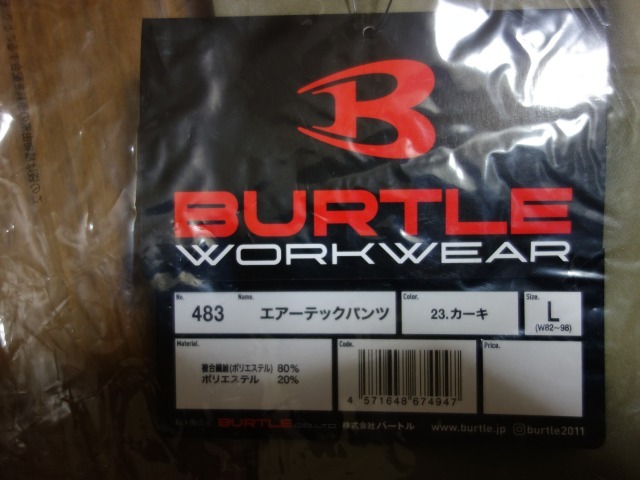 BURTLE
WORKWEAR
No. 483 Name. エアーテックパンツ Color. 23.カーキ Size. L
(W82~98)
Material. Code. Price.
複合繊維(ポリエステル) 80%
ポリエステル 20%
4 571648 674947
BURTLE CO.,LTD. 株式会社バートル www.burtle.jp burtle2011